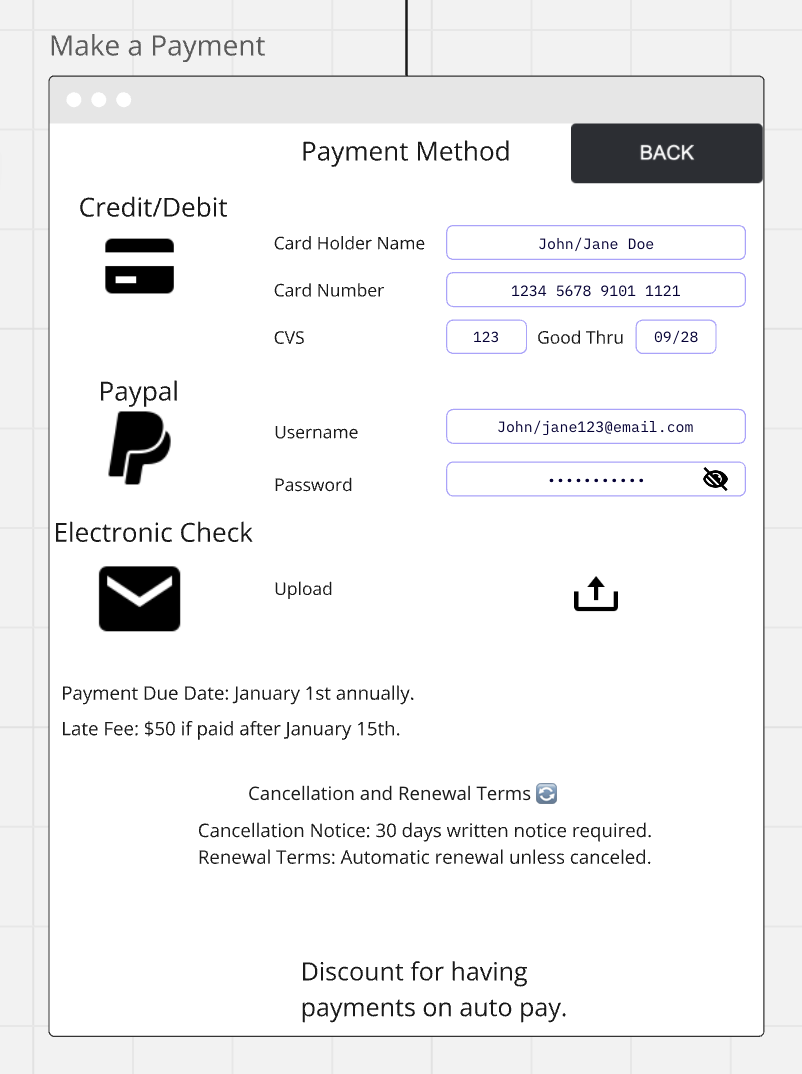 Make a Payment
Payment Method
BACK
Credit/Debit
Card Holder Name
John/Jane Doe
Card Number
1234 5678 9101 1121
CVS
123
Good Thru
09/28
Paypal
Username
John/jane123@email.com
Password
•••••••••••
Electronic Check
Upload
Payment Due Date: January 1st annually.
Late Fee: $50 if paid after January 15th.
Cancellation and Renewal Terms 🔄
Cancellation Notice: 30 days written notice required.
Renewal Terms: Automatic renewal unless canceled.
Discount for having
payments on auto pay.